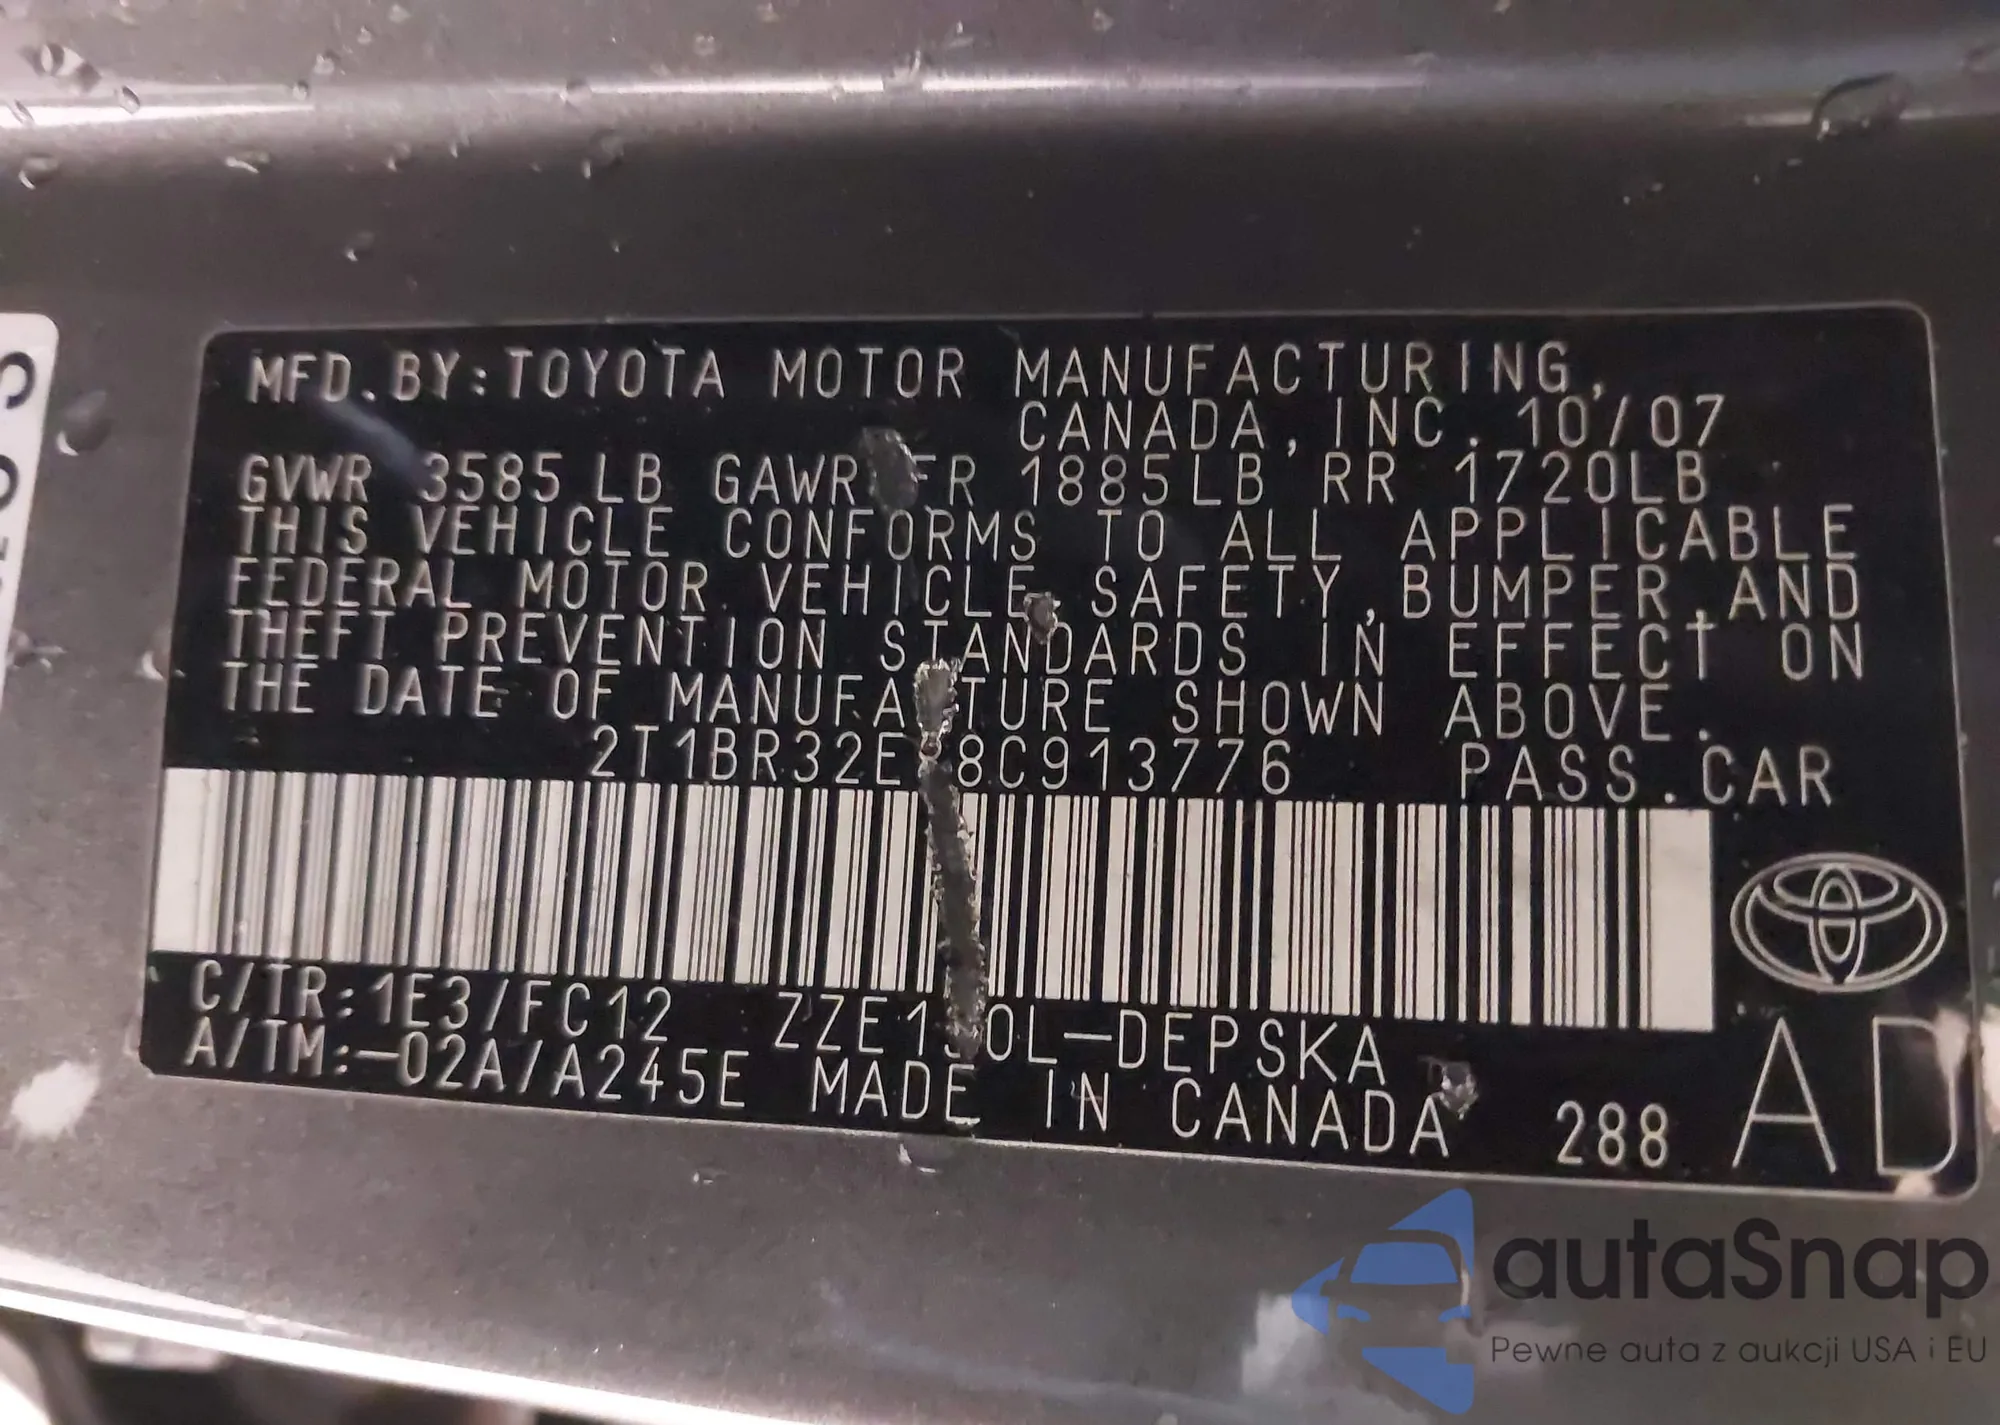 MFD.BY:TOYOTA MOTOR MANUFACTURING,
CANADA, INC. 10/07
GVWR 3585LB GAWR FR 1885LB RR 1720LB
THIS VEHICLE CONFORMS TO ALL APPLICABLE
FEDERAL MOTOR VEHICLE SAFETY, BUMPER, AND
THEFT PREVENTION STANDARDS IN EFFECT ON
THE DATE OF MANUFACTURE SHOWN ABOVE.
PASS.CAR
C/TR:1E3/FC12
A/TM:-02A/A245E MADE IN CANADA 288 AD
autaSnap
Pewne auta z aukcji USA i EU